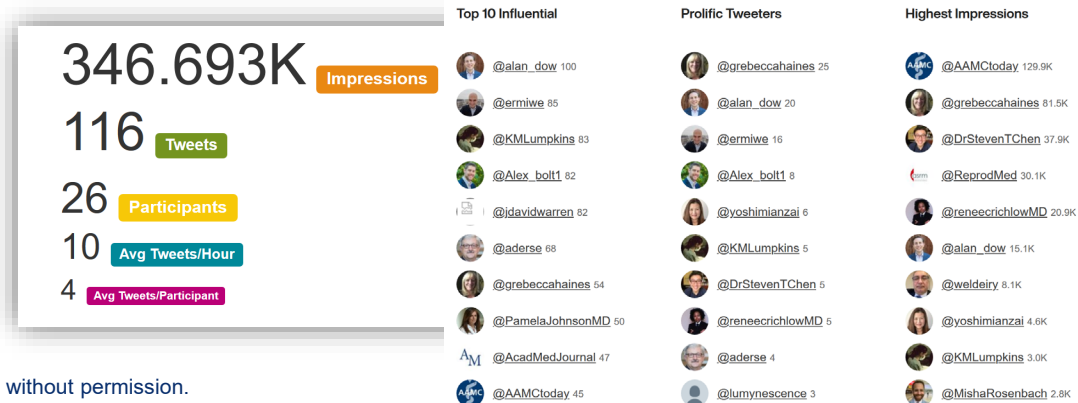 346.693K Impressions
116 Tweets
26 Participants
10 Avg Tweets/Hour
4 Avg Tweets/Participant
without permission.
Top 10 Influential
@alan_dow 100
@ermiwe 85
@KMLumpkins 83
@Alex_bolt1 82
@jdavidwarren 82
@aderse 68
@grebeccahaines 54
@PamelaJohnsonMD 50
AM @AcadMedJournal 47
AAMC @AAMCtoday 45
Prolific Tweeters
@grebeccahaines 25
@alan_dow 20
@ermiwe 16
@Alex_bolt1 8
@yoshimianzai 6
@KMLumpkins 5
@DrStevenTChen 5
@reneecrichlowMD 5
@aderse 4
@lumynescence 3
Highest Impressions
AAMC @AAMCtoday 129.9K
@grebeccahaines 81.5K
@DrStevenTChen 37.9K
@ReprodMed 30.1K
@reneecrichlowMD 20.9K
@alan_dow 15.1K
@weldeiry 8.1K
@yoshimianzai 4.6K
@KMLumpkins 3.0K
@MishaRosenbach 2.8K